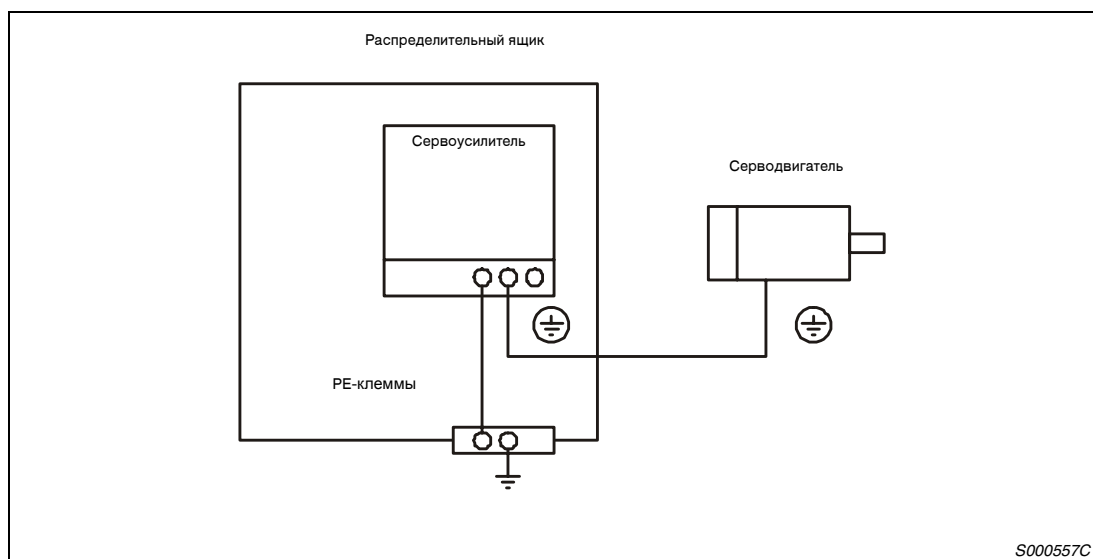 Распределительный ящик
Сервоусилитель
Серводвигатель
PE-клеммы
S000557C